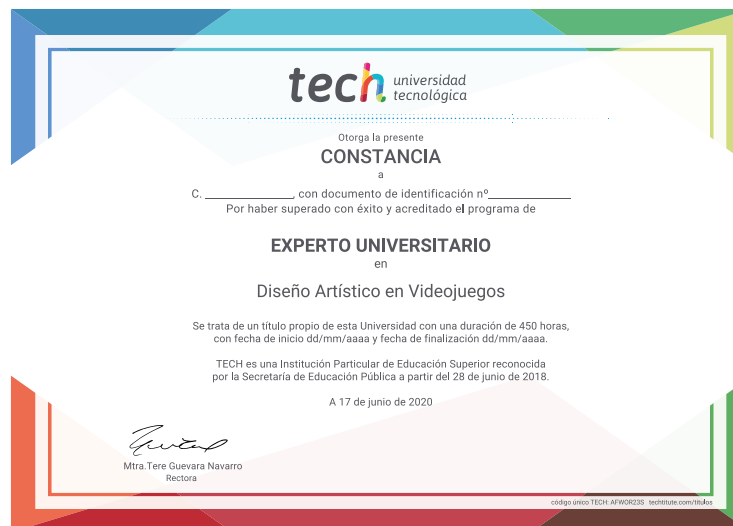 tech universidad
tecnológica
Otorga la presente
CONSTANCIA
a
C. ______________, con documento de identificación nº______________
Por haber superado con éxito y acreditado el programa de
EXPERTO UNIVERSITARIO
en
Diseño Artístico en Videojuegos
Se trata de un título propio de esta Universidad con una duración de 450 horas,
con fecha de inicio dd/mm/aaaa y fecha de finalización dd/mm/aaaa.
TECH es una Institución Particular de Educación Superior reconocida
por la Secretaría de Educación Pública a partir del 28 de junio de 2018.
A 17 de junio de 2020
Mtra.Tere Guevara Navarro
Rectora
código único TECH: AFWOR23S techtitute.com/titulos